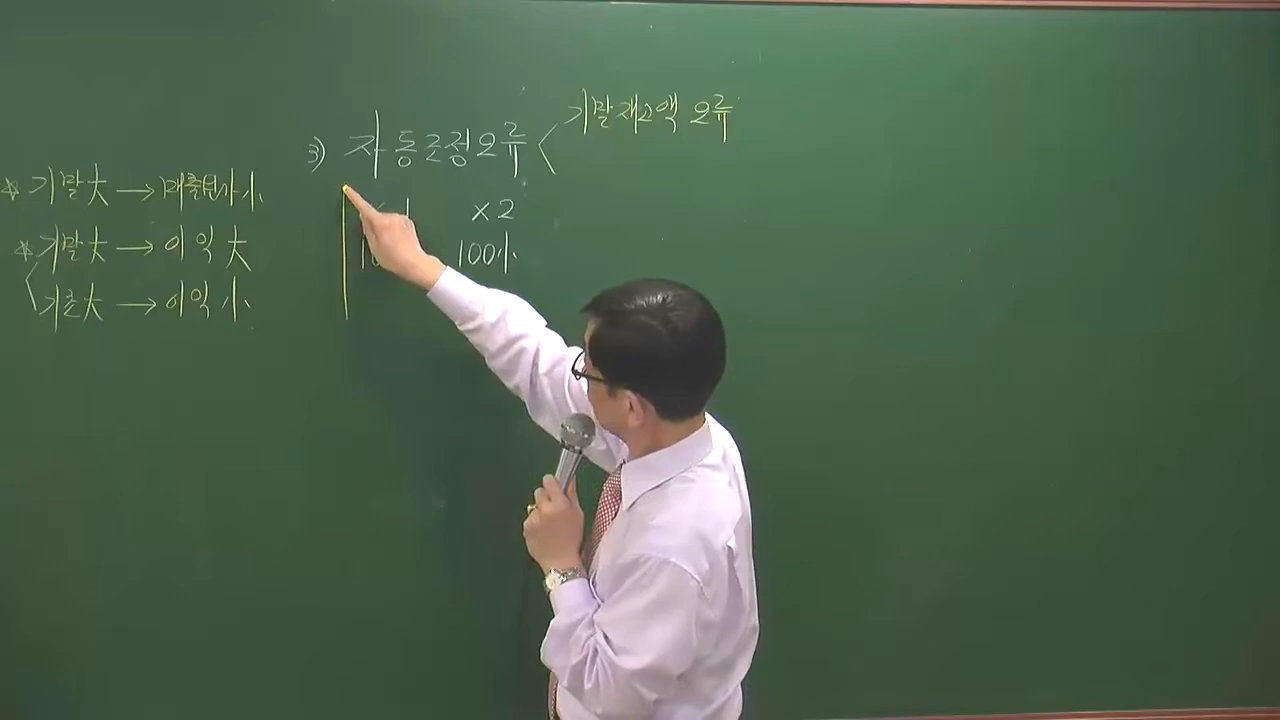 3) 자동조정오류 < 기말재고액 오류
☆ 기말大 → 매출원가 小
☆ 기말大 → 이익 大
기초大 → 이익 小
×2
100小